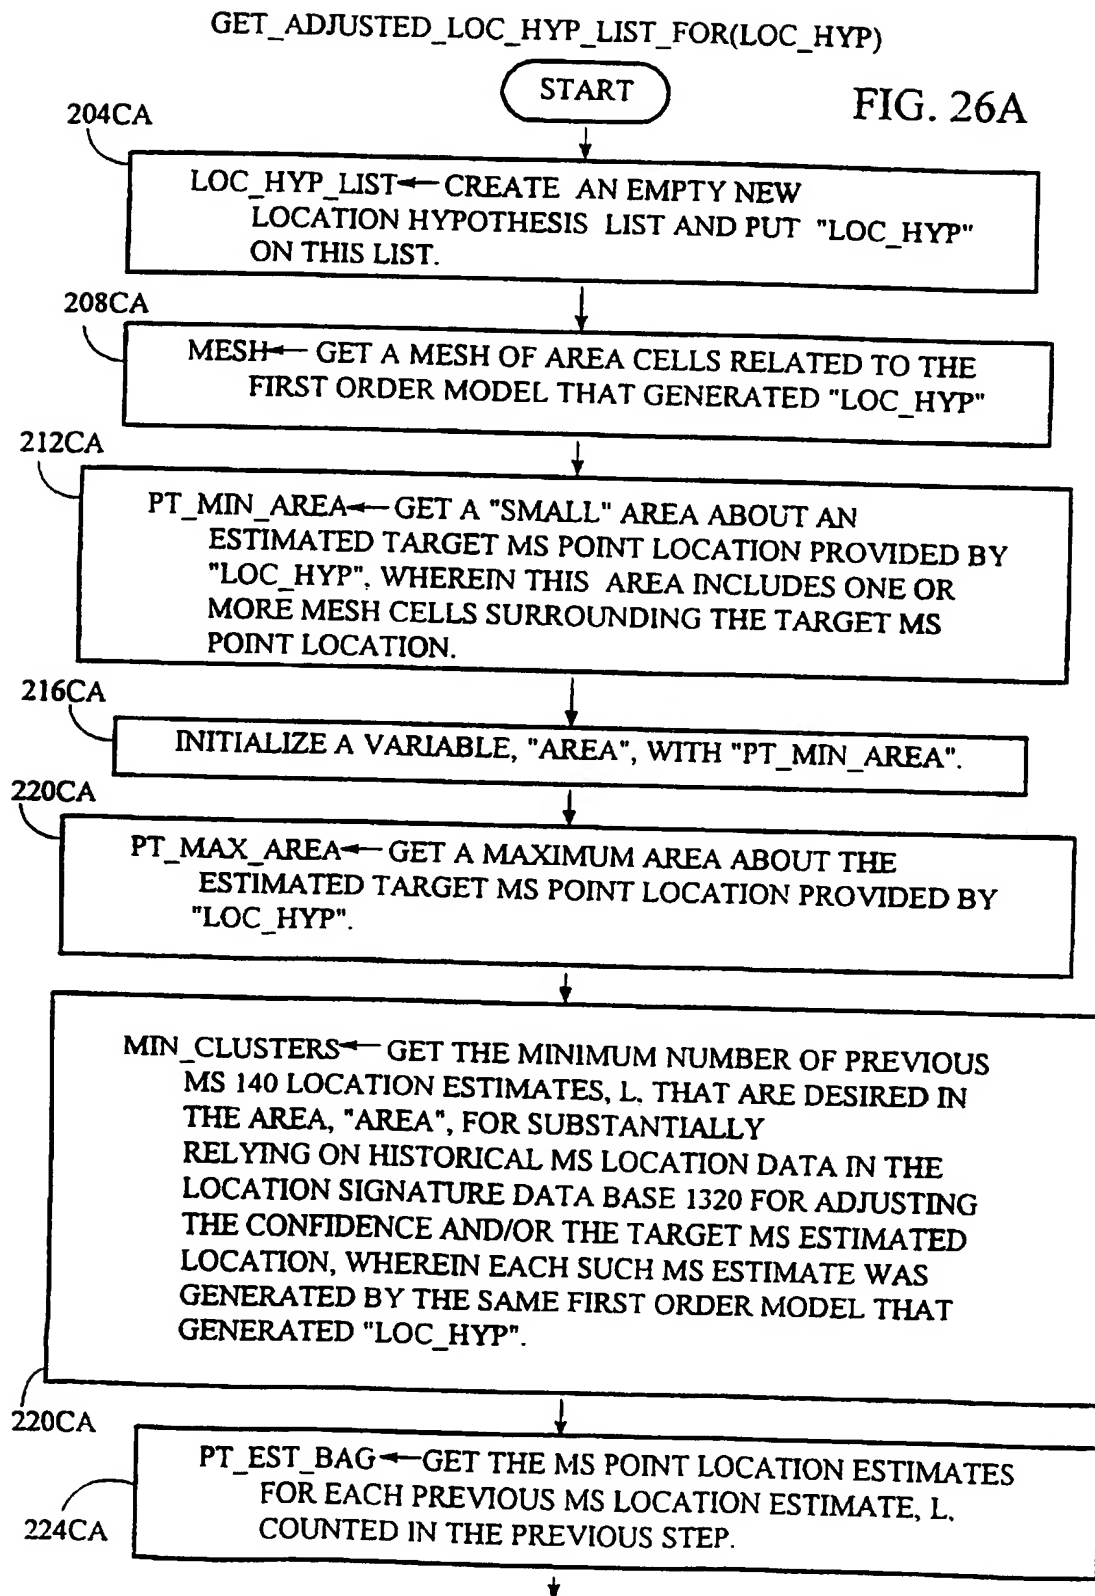 GET_ADJUSTED_LOC_HYP_LIST_FOR(LOC_HYP)
START
FIG. 26A
204CA
LOC_HYP_LIST← CREATE AN EMPTY NEW
LOCATION HYPOTHESIS LIST AND PUT "LOC_HYP"
ON THIS LIST.
208CA
MESH← GET A MESH OF AREA CELLS RELATED TO THE
FIRST ORDER MODEL THAT GENERATED "LOC_HYP"
212CA
PT_MIN_AREA← GET A "SMALL" AREA ABOUT AN
ESTIMATED TARGET MS POINT LOCATION PROVIDED BY
"LOC_HYP", WHEREIN THIS AREA INCLUDES ONE OR
MORE MESH CELLS SURROUNDING THE TARGET MS
POINT LOCATION.
216CA
INITIALIZE A VARIABLE, "AREA", WITH "PT_MIN_AREA".
220CA
PT_MAX_AREA← GET A MAXIMUM AREA ABOUT THE
ESTIMATED TARGET MS POINT LOCATION PROVIDED BY
"LOC_HYP".
MIN_CLUSTERS← GET THE MINIMUM NUMBER OF PREVIOUS
MS 140 LOCATION ESTIMATES, L, THAT ARE DESIRED IN
THE AREA, "AREA", FOR SUBSTANTIALLY
RELYING ON HISTORICAL MS LOCATION DATA IN THE
LOCATION SIGNATURE DATA BASE 1320 FOR ADJUSTING
THE CONFIDENCE AND/OR THE TARGET MS ESTIMATED
LOCATION, WHEREIN EACH SUCH MS ESTIMATE WAS
GENERATED BY THE SAME FIRST ORDER MODEL THAT
GENERATED "LOC_HYP".
220CA
PT_EST_BAG←GET THE MS POINT LOCATION ESTIMATES
FOR EACH PREVIOUS MS LOCATION ESTIMATE, L,
COUNTED IN THE PREVIOUS STEP.
224CA